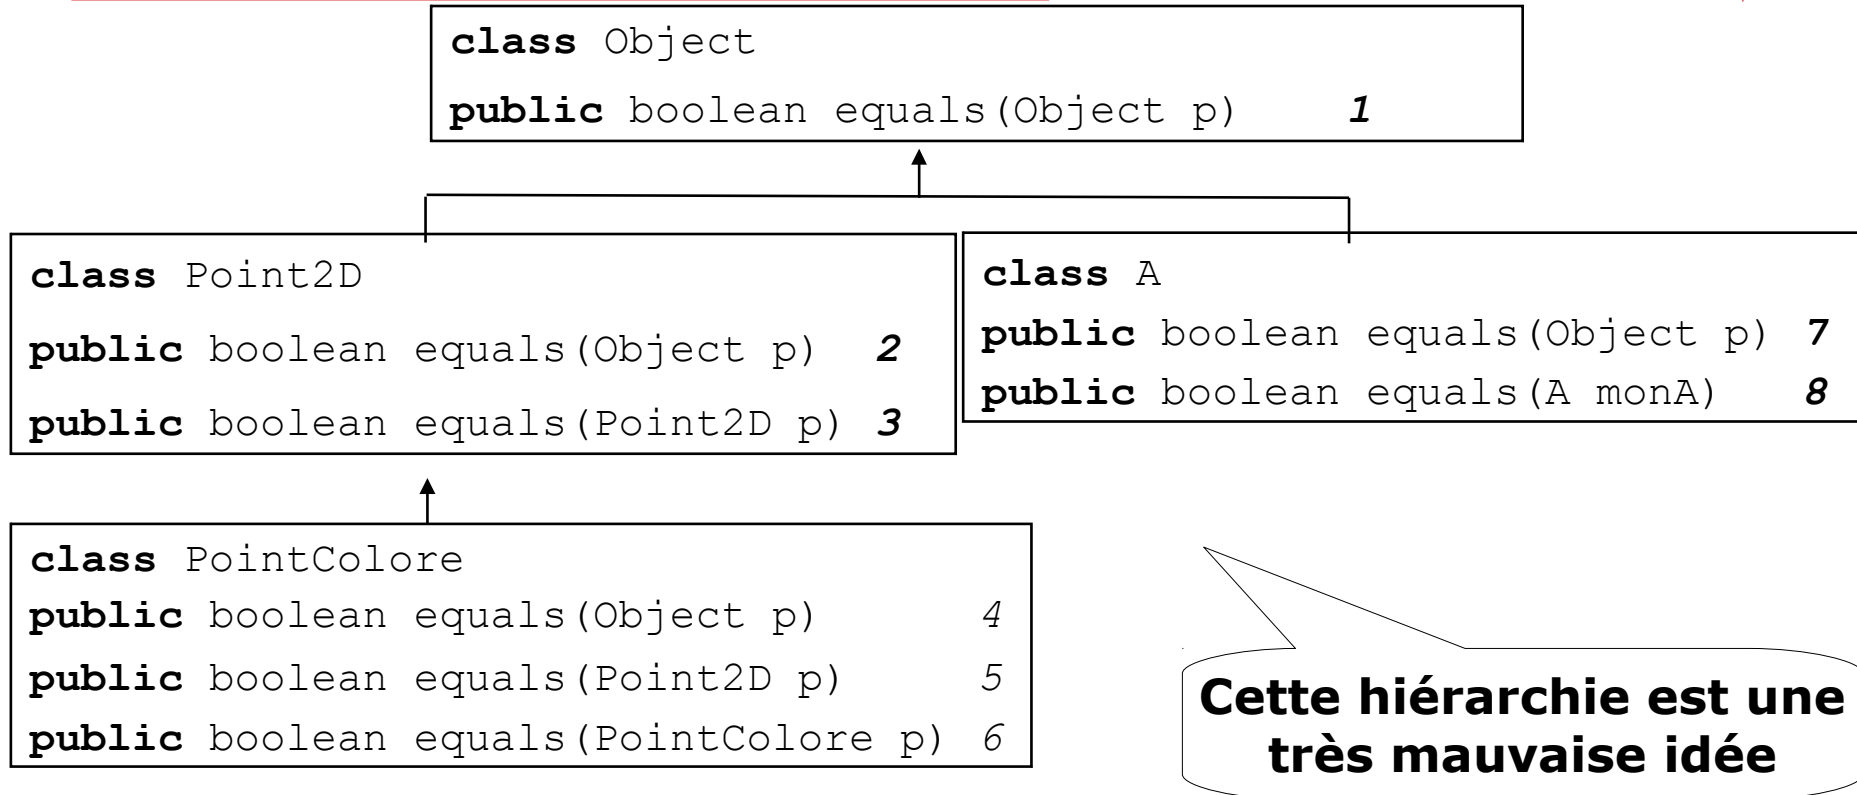 class Object
public boolean equals(Object p) 1
class Point2D
public boolean equals(Object p) 2
public boolean equals(Point2D p) 3
class A
public boolean equals(Object p) 7
public boolean equals(A monA) 8
class PointColore
public boolean equals(Object p) 4
public boolean equals(Point2D p) 5
public boolean equals(PointColore p) 6
Cette hiérarchie est une
très mauvaise idée